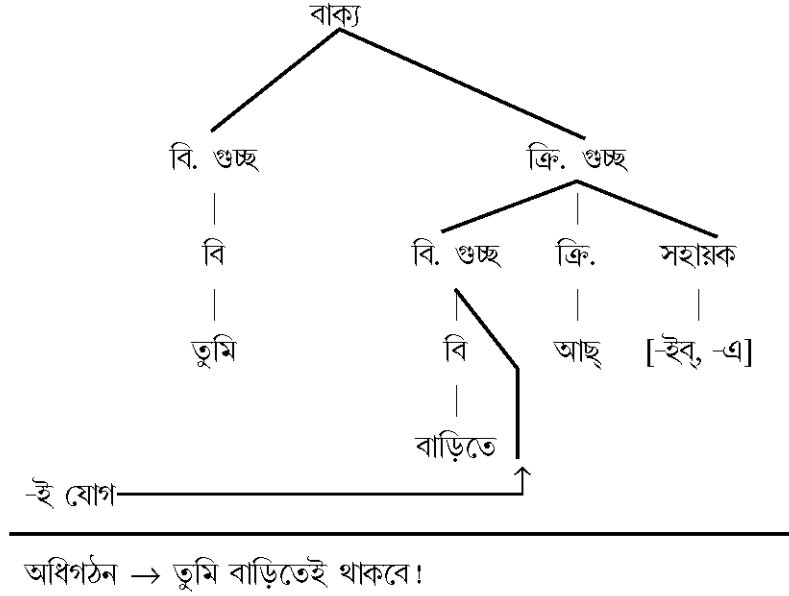 বাক্য
বি. গুচ্ছ ক্রি. গুচ্ছ
বি বি. গুচ্ছ ক্রি. সহায়ক
তুমি বি আছ্ [-ইব্, -এ]
বাড়িতে
-ই যোগ
অধিগঠন → তুমি বাড়িতেই থাকবে!